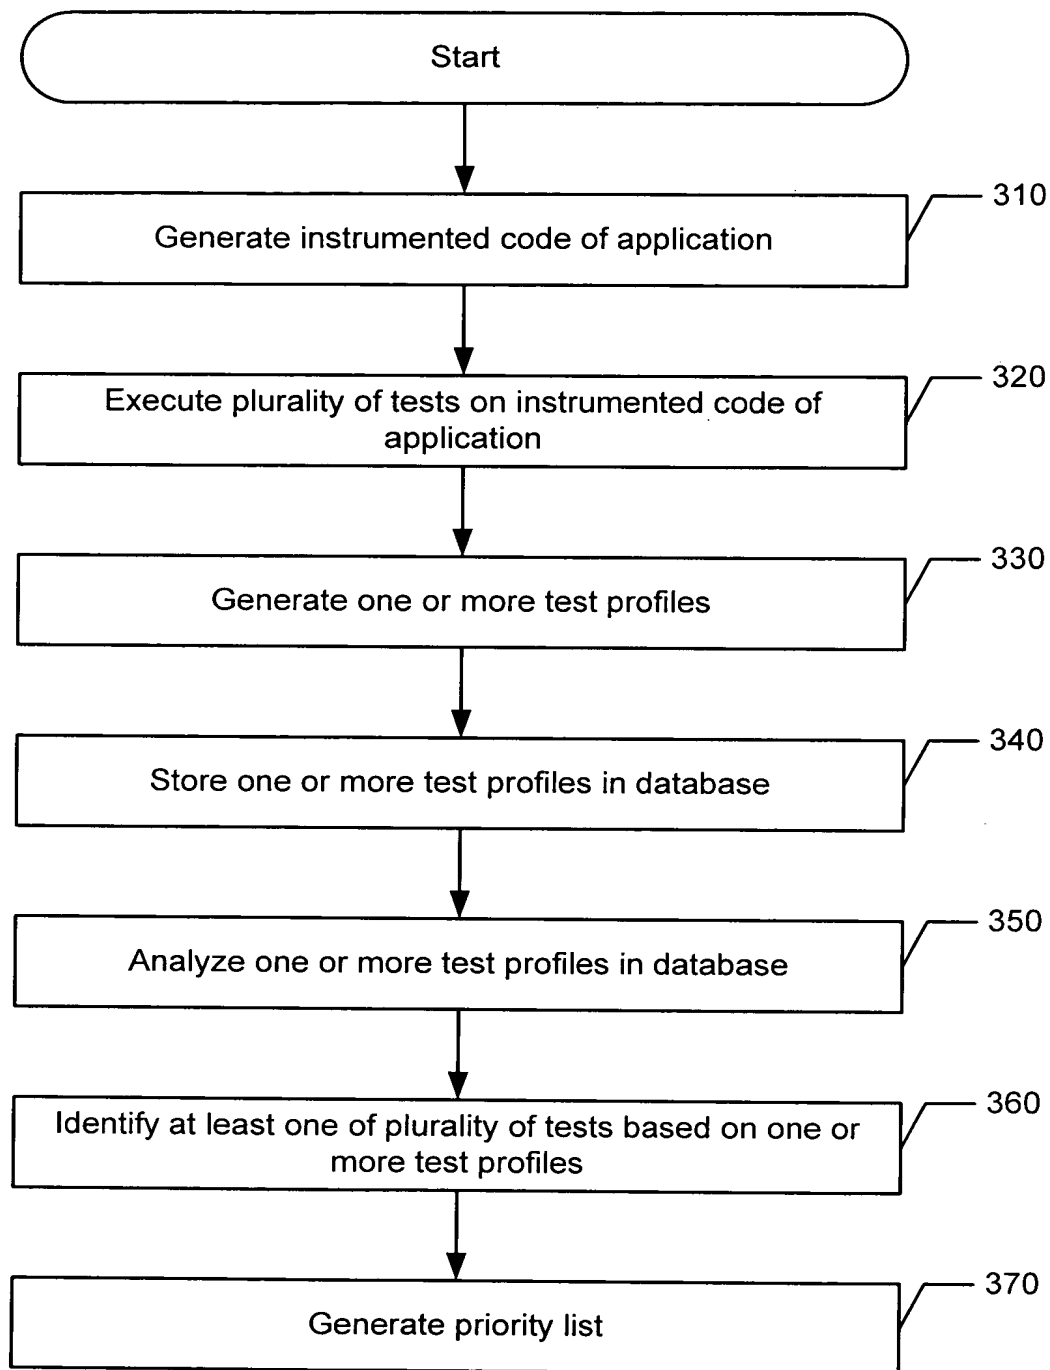 Start
310
Generate instrumented code of application
320
Execute plurality of tests on instrumented code of
application
330
Generate one or more test profiles
340
Store one or more test profiles in database
350
Analyze one or more test profiles in database
360
Identify at least one of plurality of tests based on one or
more test profiles
370
Generate priority list